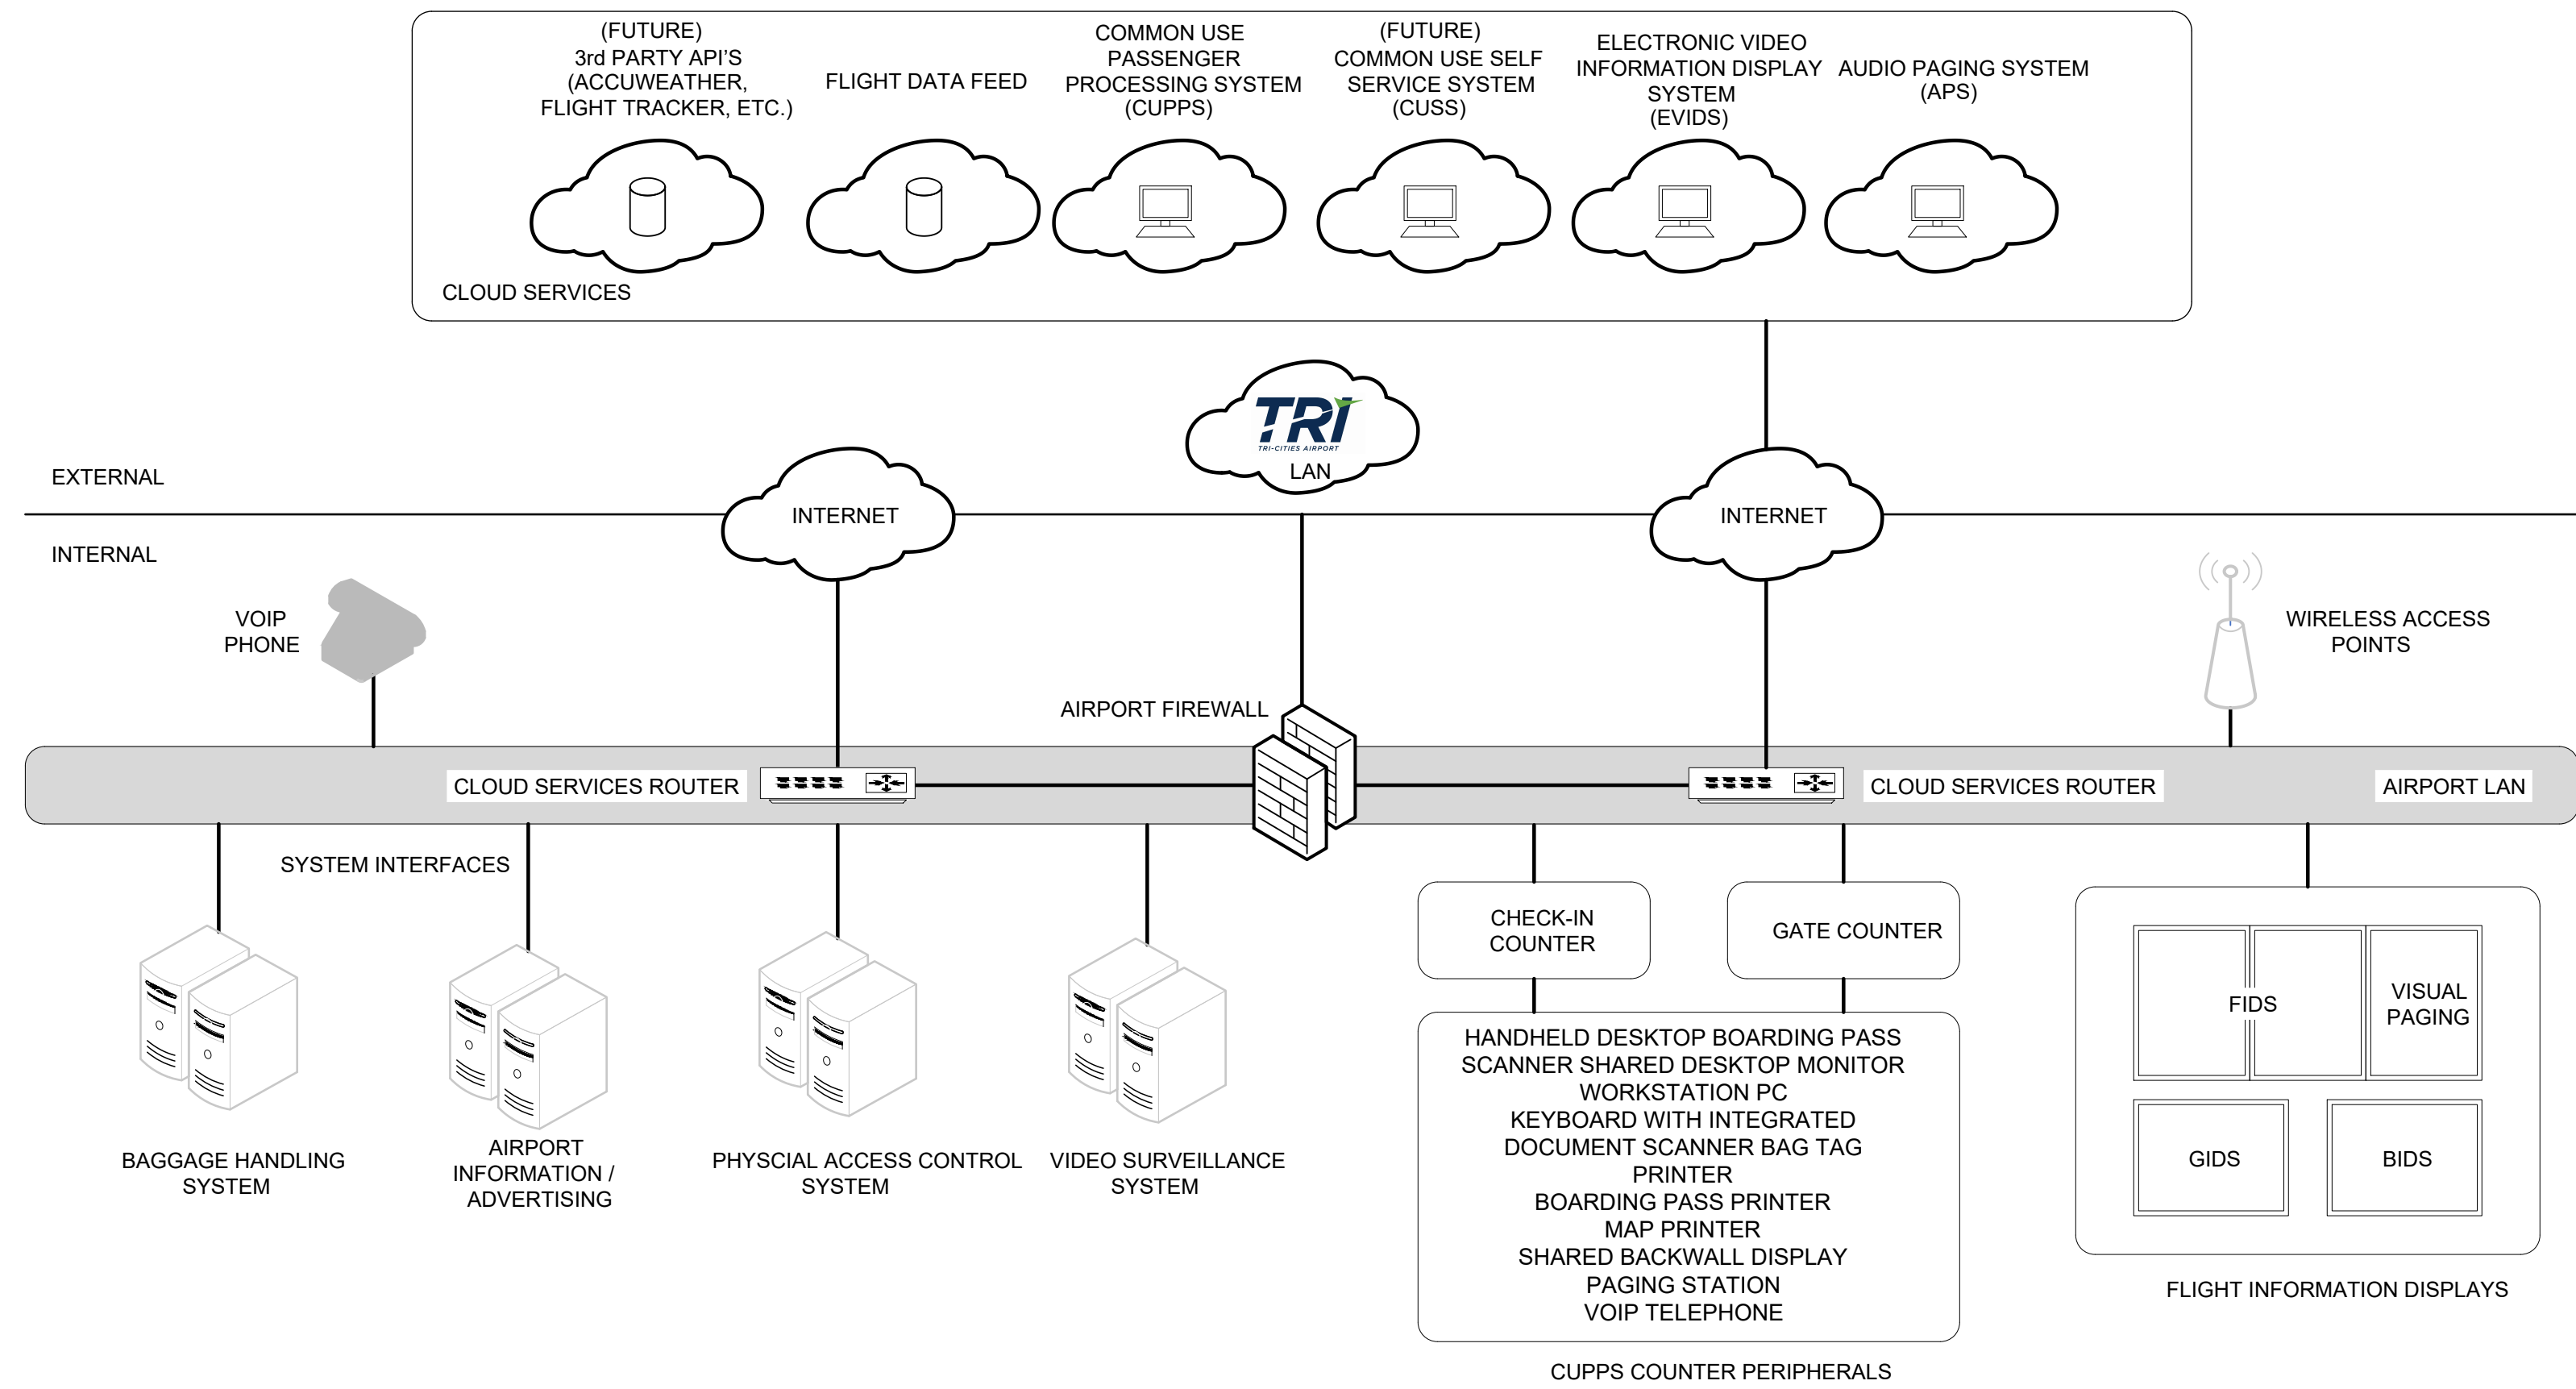 (FUTURE)
3rd PARTY API'S
(ACCUWEATHER,
FLIGHT TRACKER, ETC.)
FLIGHT DATA FEED
COMMON USE
PASSENGER
PROCESSING SYSTEM
(CUPPS)
(FUTURE)
COMMON USE SELF
SERVICE SYSTEM
(CUSS)
ELECTRONIC VIDEO
INFORMATION DISPLAY
SYSTEM
(EVIDS)
AUDIO PAGING SYSTEM
(APS)
CLOUD SERVICES
TRI
TRI-CITIES AIRPORT
LAN
EXTERNAL
INTERNET
INTERNET
INTERNAL
VOIP
PHONE
WIRELESS ACCESS
POINTS
AIRPORT FIREWALL
CLOUD SERVICES ROUTER
CLOUD SERVICES ROUTER
AIRPORT LAN
SYSTEM INTERFACES
CHECK-IN
COUNTER
GATE COUNTER
FIDS
VISUAL
PAGING
GIDS
BIDS
HANDHELD DESKTOP BOARDING PASS
SCANNER SHARED DESKTOP MONITOR
WORKSTATION PC
KEYBOARD WITH INTEGRATED
DOCUMENT SCANNER BAG TAG
PRINTER
BOARDING PASS PRINTER
MAP PRINTER
SHARED BACKWALL DISPLAY
PAGING STATION
VOIP TELEPHONE
BAGGAGE HANDLING
SYSTEM
AIRPORT
INFORMATION /
ADVERTISING
PHYSCIAL ACCESS CONTROL
SYSTEM
VIDEO SURVEILLANCE
SYSTEM
FLIGHT INFORMATION DISPLAYS
CUPPS COUNTER PERIPHERALS